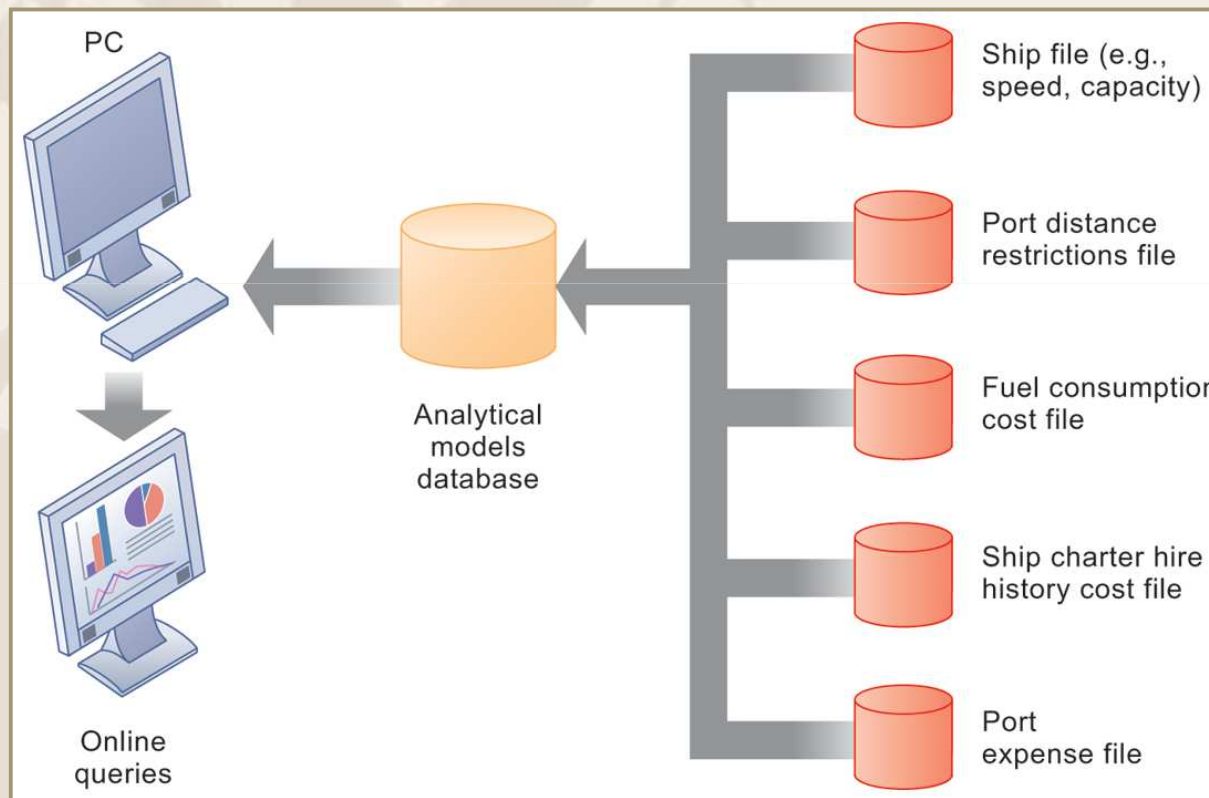 PC
Ship file (e.g.,
speed, capacity)
Port distance
restrictions file
Fuel consumption
cost file
Analytical
models
database
Ship charter hire
history cost file
Port
expense file
Online
queries